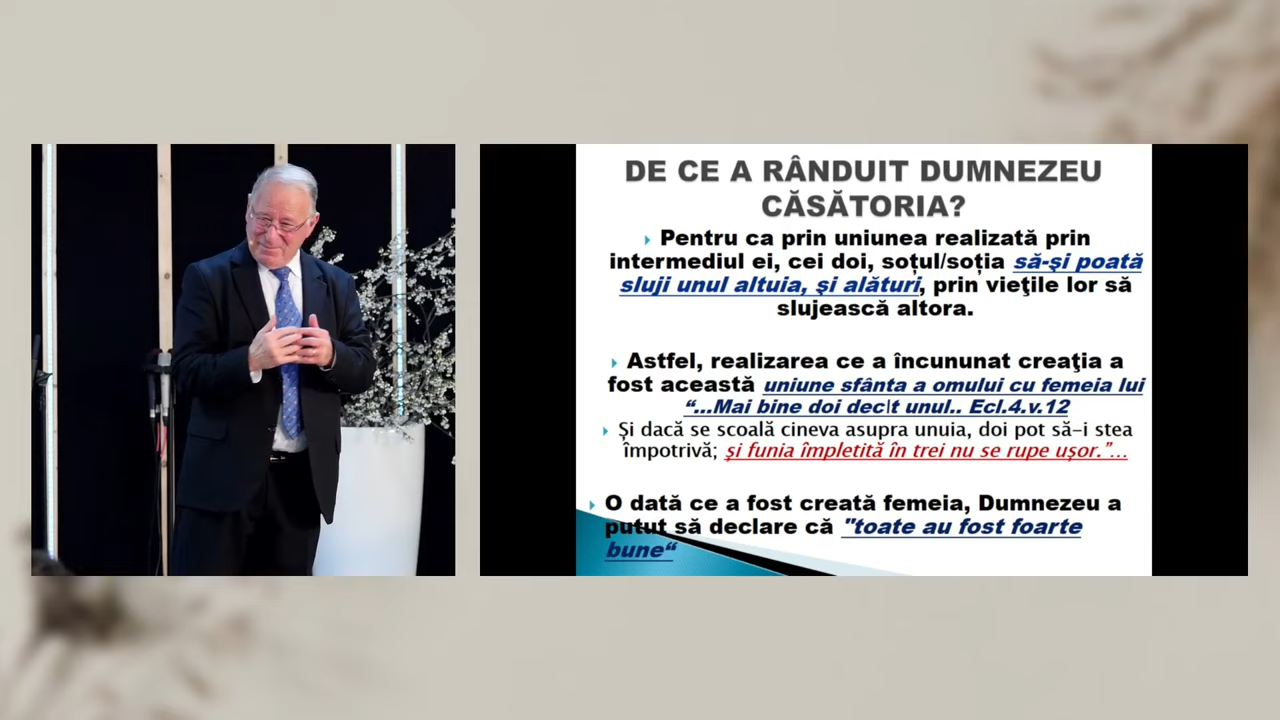 DE CE A RÂNDUIT DUMNEZEU
CĂSĂTORIA?
Pentru ca prin uniunea realizată prin
intermediul ei, cei doi, soțul/soția să-şi poată
sluji unul altuia, şi alături, prin vieţile lor să
slujească altora.
Astfel, realizarea ce a încununat creaţia a
fost această uniune sfânta a omului cu femeia lui
“...Mai bine doi decît unul.. Ecl.4.v.12
Și dacă se scoală cineva asupra unuia, doi pot să-i stea
împotrivă; şi funia împletită în trei nu se rupe ușor.”...
O dată ce a fost creată femeia, Dumnezeu a
putut să declare că "toate au fost foarte
bune“